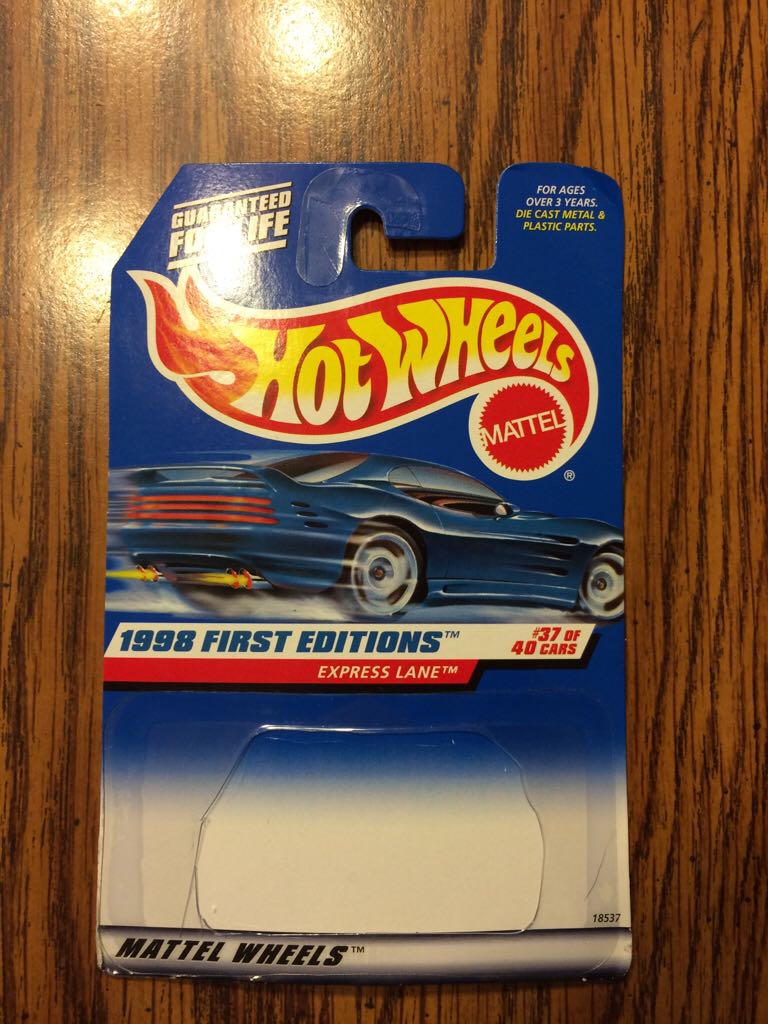 GUARANTEED
FOR LIFE
FOR AGES
OVER 3 YEARS.
DIE CAST METAL &
PLASTIC PARTS.
HOT WHEELS
MATTEL
®
1998 FIRST EDITIONS™
#37 OF
40 CARS
EXPRESS LANE™
18537
MATTEL WHEELS™